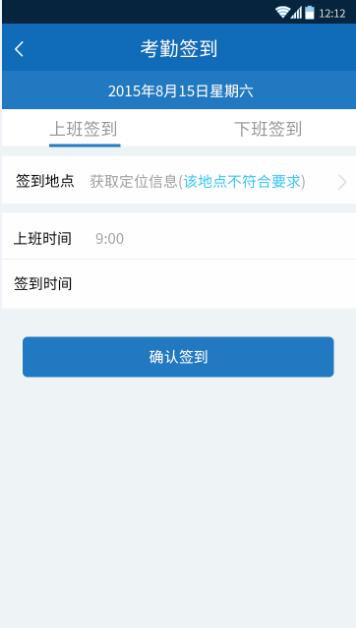 12:12
考勤签到
2015年8月15日星期六
上班签到 下班签到
签到地点 获取定位信息(该地点不符合要求)
上班时间 9:00
签到时间
确认签到